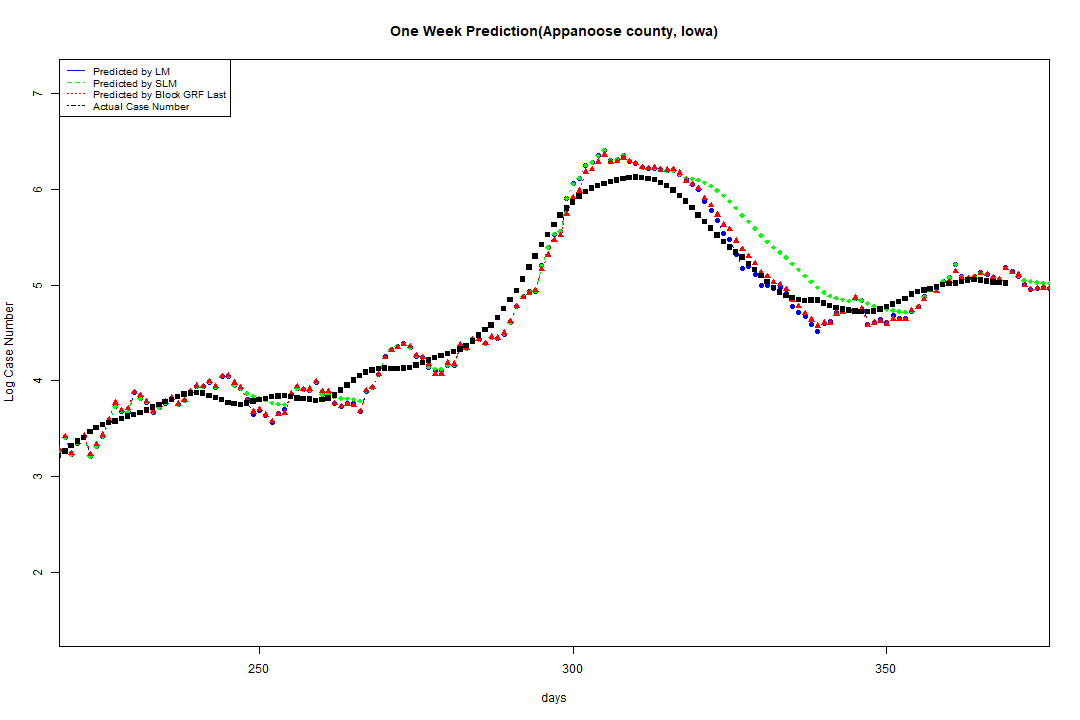 One Week Prediction(Appanoose county, Iowa)
Predicted by LM
Predicted by SLM
Predicted by Block GRF Last
Actual Case Number
7
6
5
4
3
2
Log Case Number
250
300
350
days